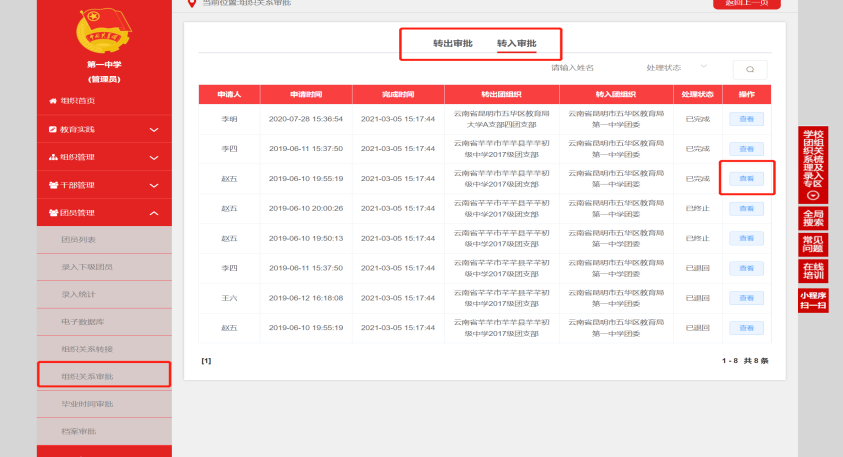 当前位置:组织关系审批
返回上一页
第一中学
(管理员)
组织首页
教育实践
组织管理
干部管理
团员管理
团员列表
录入下级团员
录入统计
电子数据库
组织关系转接
组织关系审批
毕业时间审批
档案审批
转出审批 转入审批
请输入姓名 处理状态
申请人 申请时间 完成时间 转出团组织 转入团组织 处理状态 操作
李明 2020-07-28 15:36:54 2021-03-05 15:17:44 云南省昆明市五华区教育局 云南省昆明市五华区教育局 已完成 查看
大学A支部四团支部 第一中学团委
李四 2019-06-11 15:37:50 2021-03-05 15:17:44 云南省芊芊市芊芊县芊芊初 云南省昆明市五华区教育局 已完成 查看
级中学2017级团支部 第一中学团委
赵五 2019-06-10 19:55:19 2021-03-05 15:17:44 云南省芊芊市芊芊县芊芊初 云南省昆明市五华区教育局 已完成 查看
级中学2017级团支部 第一中学团委
赵五 2019-06-10 20:00:26 2021-03-05 15:17:44 云南省芊芊市芊芊县芊芊初 云南省昆明市五华区教育局 已终止 查看
级中学2017级团支部 第一中学团委
赵五 2019-06-10 19:50:13 2021-03-05 15:17:44 云南省芊芊市芊芊县芊芊初 云南省昆明市五华区教育局 已终止 查看
级中学2017级团支部 第一中学团委
李四 2019-06-11 15:37:50 2021-03-05 15:17:44 云南省芊芊市芊芊县芊芊初 云南省昆明市五华区教育局 已退回 查看
级中学2017级团支部 第一中学团委
王六 2019-06-12 16:18:08 2021-03-05 15:17:44 云南省芊芊市芊芊县芊芊初 云南省昆明市五华区教育局 已退回 查看
级中学2017级团支部 第一中学团委
赵五 2019-06-10 19:55:19 2021-03-05 15:17:44 云南省芊芊市芊芊县芊芊初 云南省昆明市五华区教育局 已退回 查看
级中学2017级团支部 第一中学团委
[1] 1 - 8 共 8 条
学校
团组
织关
系梳
理及
录入
专区
全局
搜索
常见
问题
在线
培训
小程序
扫一扫